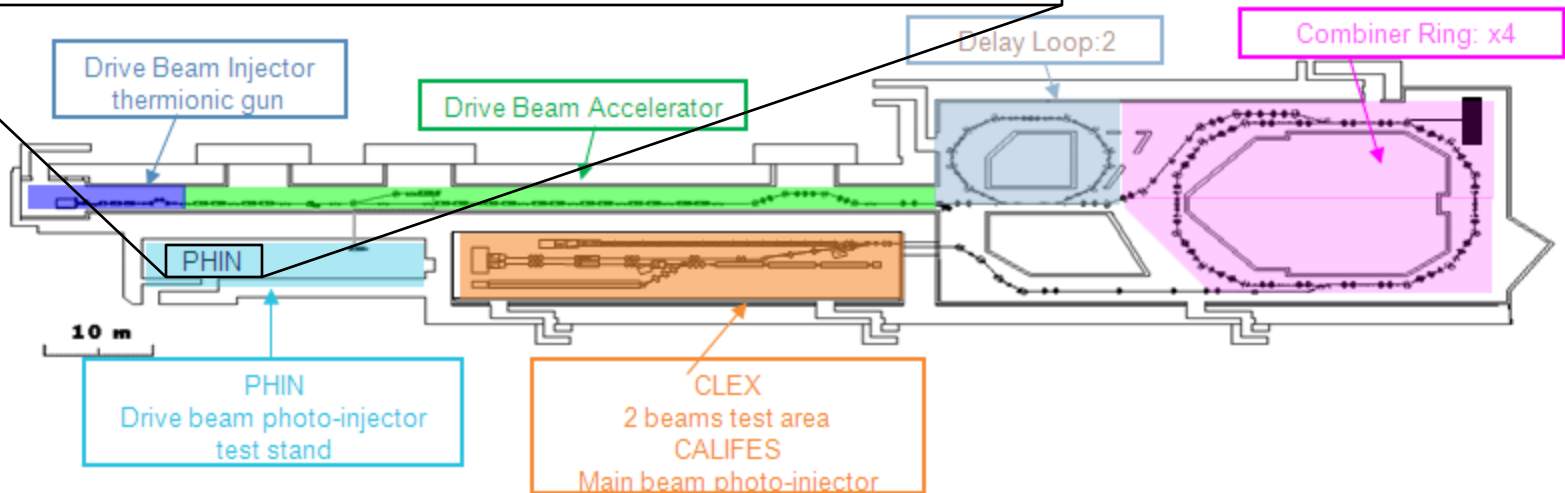 Drive Beam Injector
thermionic gun
Drive Beam Accelerator
Delay Loop:2
Combiner Ring: x4
PHIN
10 m
PHIN
Drive beam photo-injector
test stand
CLEX
2 beams test area
CALIFES
Main beam photo-injector